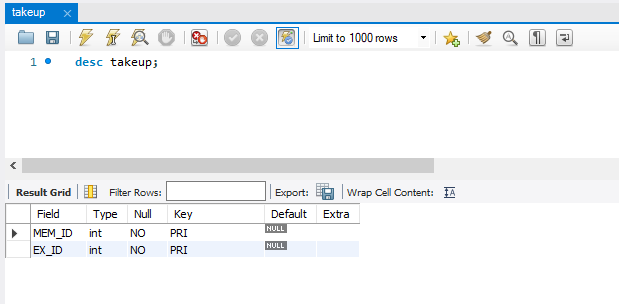 takeup x
Limit to 1000 rows
1 desc takeup;
Result Grid Filter Rows: Export: Wrap Cell Content: IA
Field Type Null Key Default Extra
MEM_ID int NO PRI NULL
EX_ID int NO PRI NULL